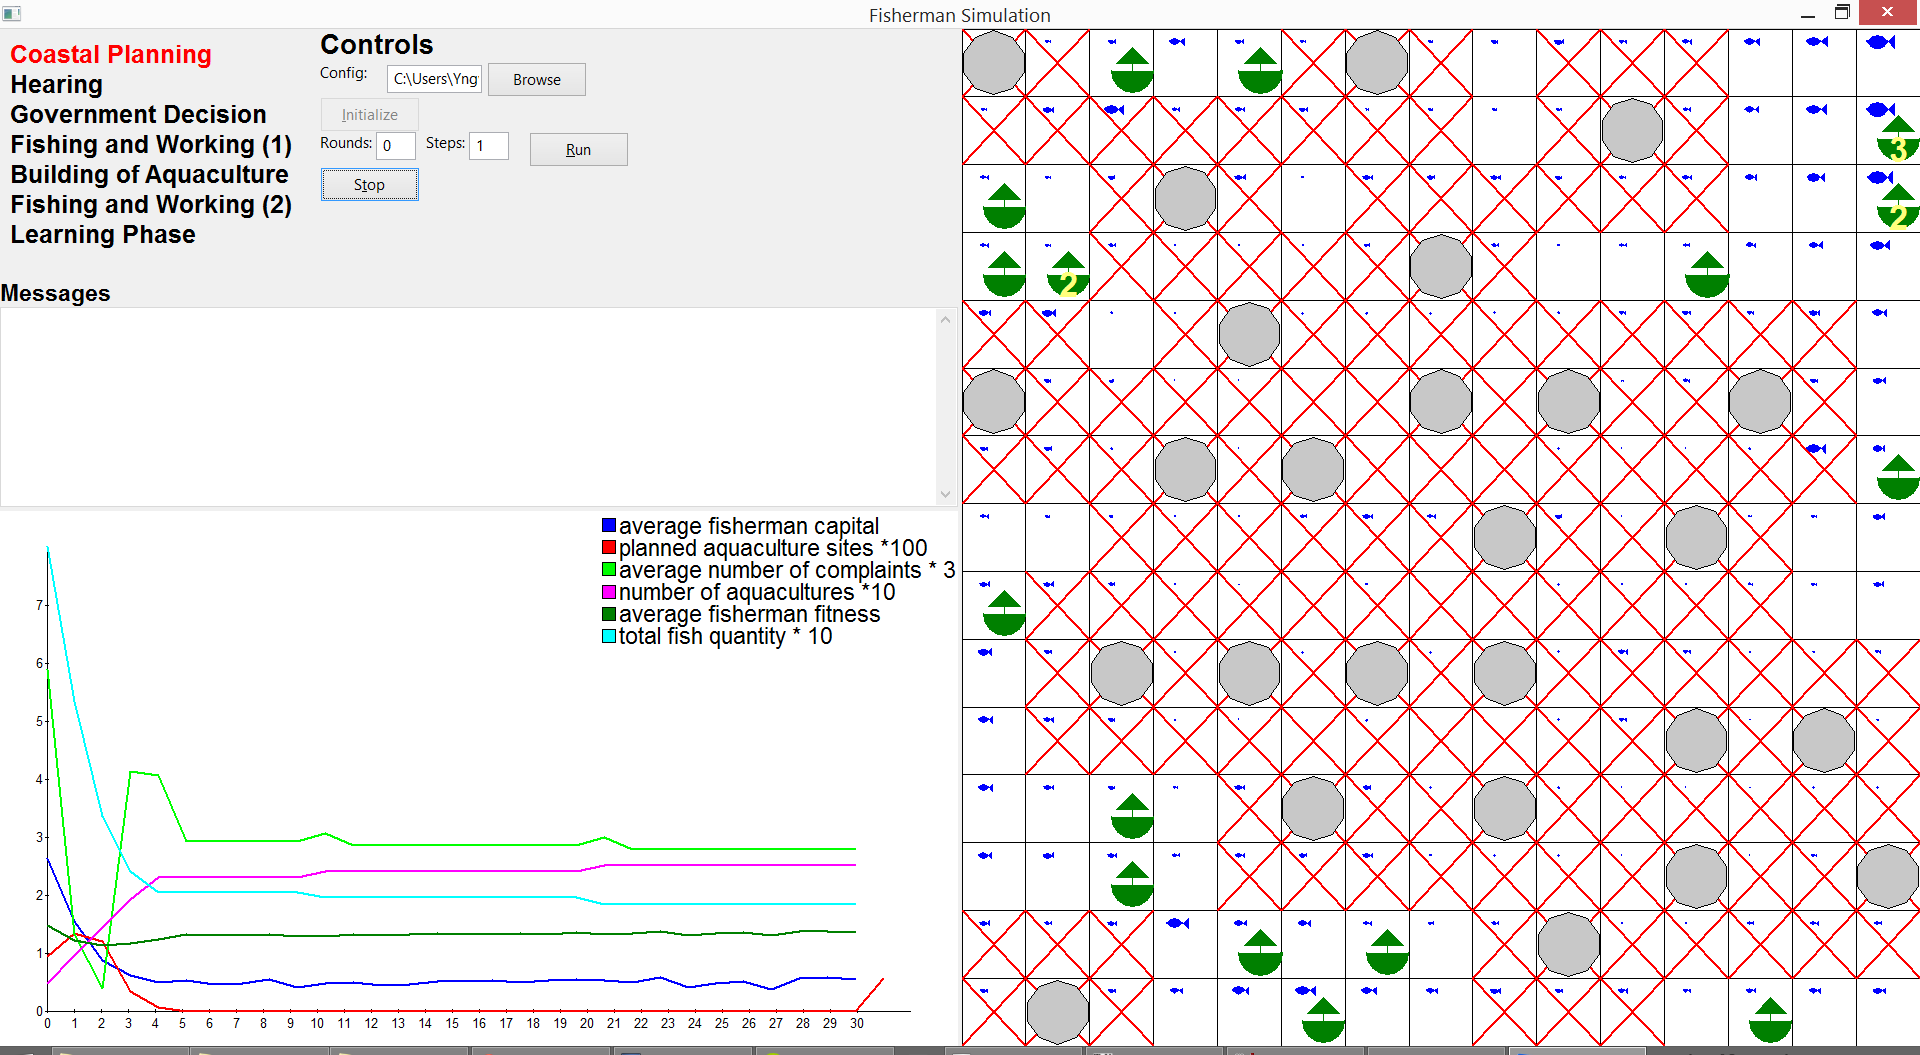 Fisherman Simulation
Coastal Planning
Hearing
Government Decision
Fishing and Working (1)
Building of Aquaculture
Fishing and Working (2)
Learning Phase
Controls
Config: C:\Users\Yng Browse
Initialize
Rounds: 0 Steps: 1 Run
Stop
Messages
average fisherman capital
planned aquaculture sites *100
average number of complaints * 3
number of aquacultures *10
average fisherman fitness
total fish quantity * 10
7
6
5
4
3
2
1
0
0 1 2 3 4 5 6 7 8 9 10 11 12 13 14 15 16 17 18 19 20 21 22 23 24 25 26 27 28 29 30
3
2
2